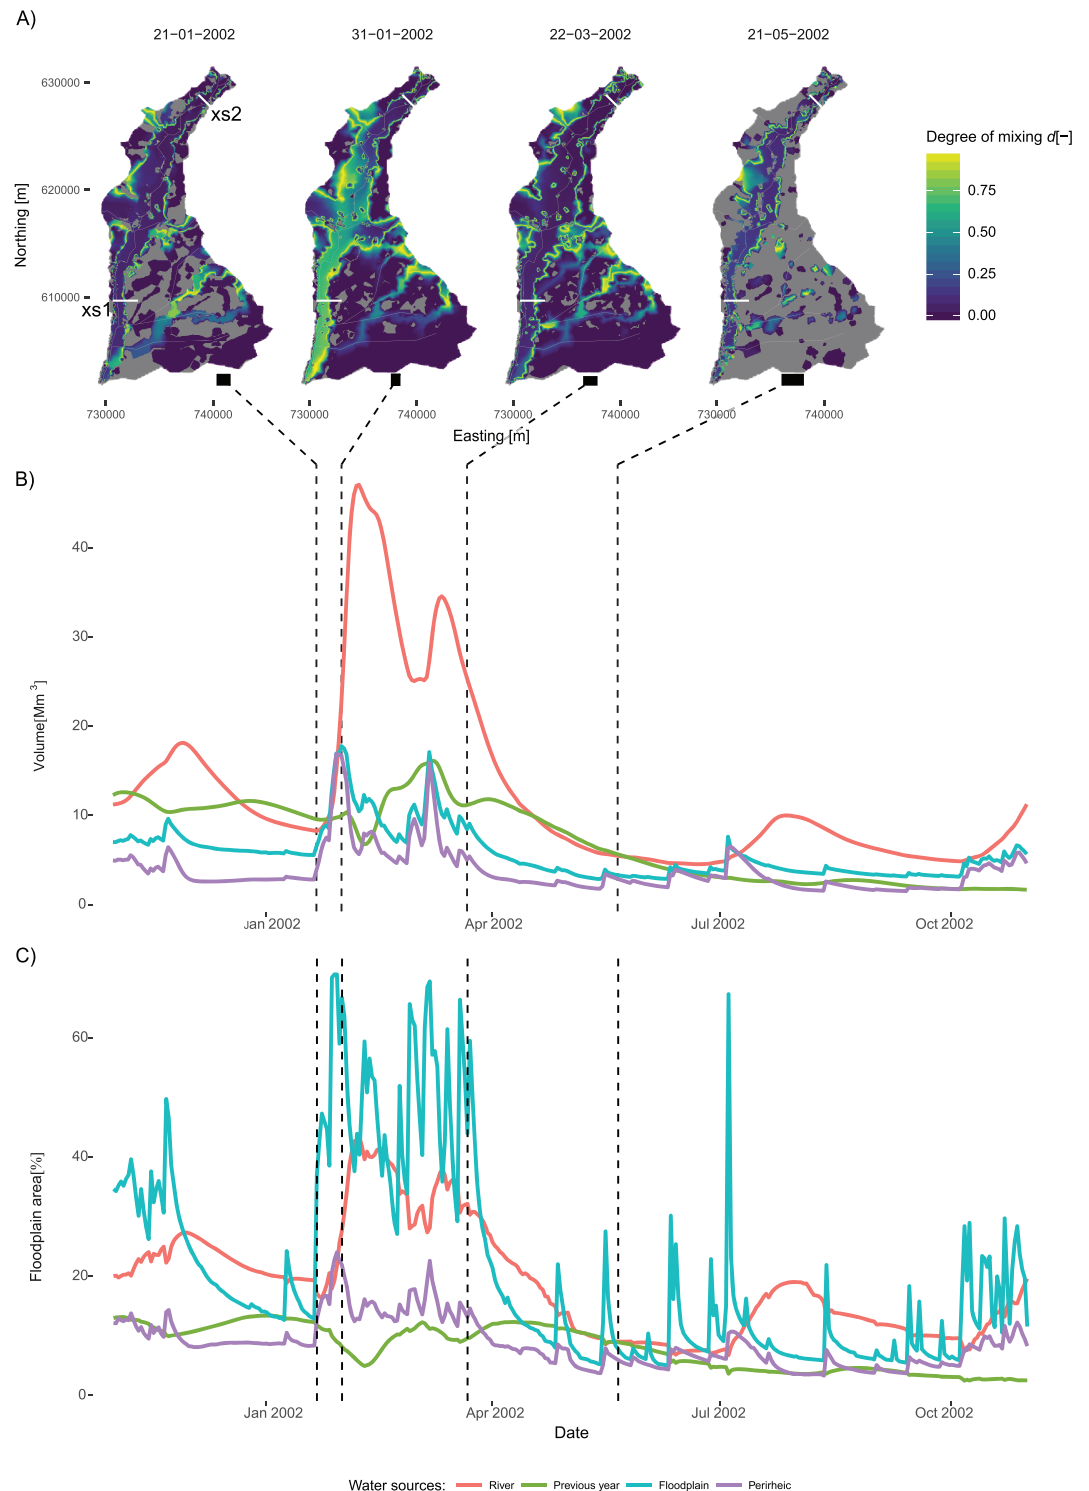 A)
21−01−2002 31−01−2002 22−03−2002 21−05−2002
630000
620000
610000
Northing [m]
xs2
xs1
730000 740000 730000 740000 730000 740000 730000 740000
Easting [m]
Degree of mixing d[−]
0.75
0.50
0.25
0.00
B)
40
30
20
10
0
Volume[Mm 3]
Jan 2002 Apr 2002 Jul 2002 Oct 2002
C)
60
40
20
0
Floodplain area[%]
Jan 2002 Apr 2002 Jul 2002 Oct 2002
Date
Water sources: River Previous year Floodplain Perirheic